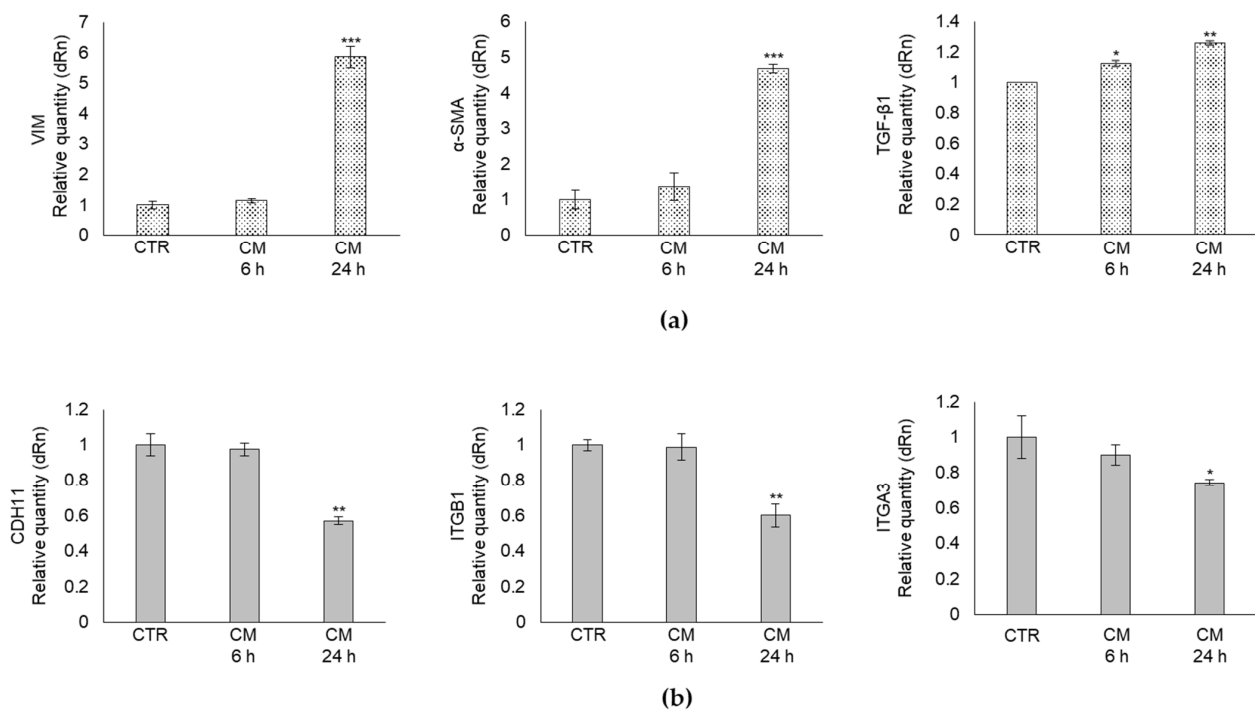 VIM
Relative quantity (dRn)
7
6
5
4
3
2
1
0
***
CTR
CM
6 h
CM
24 h
α-SMA
Relative quantity (dRn)
6
5
4
3
2
1
0
***
CTR
CM
6 h
CM
24 h
TGF-β1
Relative quantity (dRn)
1.4
1.2
1
0.8
0.6
0.4
0.2
0
*
**
CTR
CM
6 h
CM
24 h
(a)
CDH11
Relative quantity (dRn)
1.2
1
0.8
0.6
0.4
0.2
0
**
CTR
CM
6 h
CM
24 h
ITGB1
Relative quantity (dRn)
1.2
1
0.8
0.6
0.4
0.2
0
**
CTR
CM
6 h
CM
24 h
ITGA3
Relative quantity (dRn)
1.2
1
0.8
0.6
0.4
0.2
0
*
CTR
CM
6 h
CM
24 h
(b)